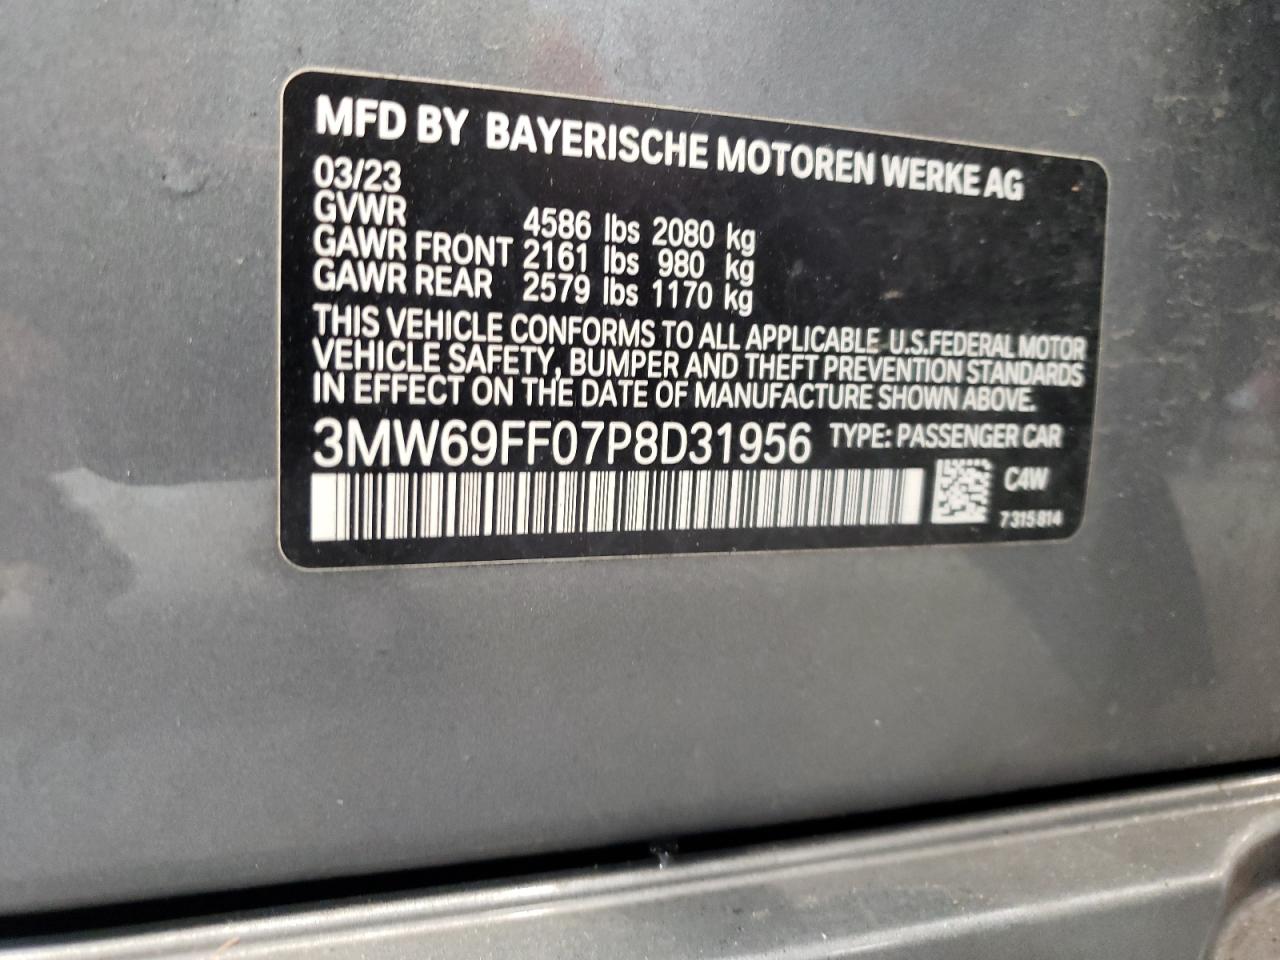 MFD BY BAYERISCHE MOTOREN WERKE AG
03/23
GVWR 4586 lbs 2080 kg
GAWR FRONT 2161 lbs 980 kg
GAWR REAR 2579 lbs 1170 kg
THIS VEHICLE CONFORMS TO ALL APPLICABLE U.S.FEDERAL MOTOR
VEHICLE SAFETY, BUMPER AND THEFT PREVENTION STANDARDS
IN EFFECT ON THE DATE OF MANUFACTURE SHOWN ABOVE.
3MW69FF07P8D31956 TYPE: PASSENGER CAR
C4W
7315814